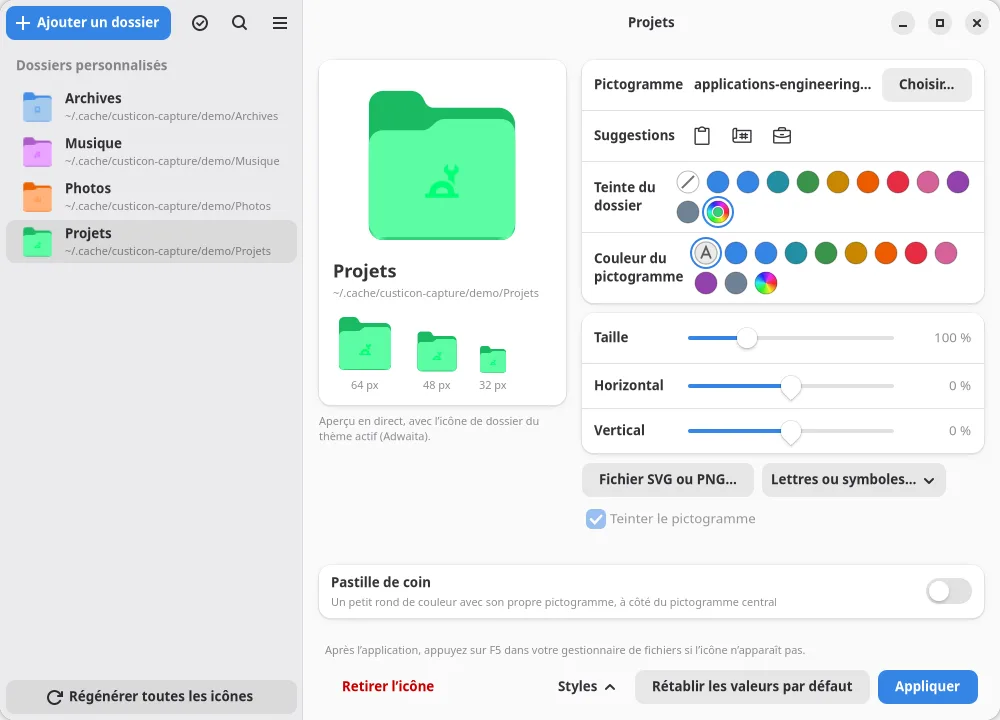 Ajouter un dossier
Projets
Dossiers personnalisés
Archives
~/.cache/custicon-capture/demo/Archives
Musique
~/.cache/custicon-capture/demo/Musique
Photos
~/.cache/custicon-capture/demo/Photos
Projets
~/.cache/custicon-capture/demo/Projets
Régénérer toutes les icônes
Projets
~/.cache/custicon-capture/demo/Projets
64 px
48 px
32 px
Aperçu en direct, avec l’icône de dossier du
thème actif (Adwaita).
Pictogramme applications-engineering... Choisir...
Suggestions
Teinte du
dossier
Couleur du
pictogramme
A
Taille 100 %
Horizontal 0 %
Vertical 0 %
Fichier SVG ou PNG... Lettres ou symboles...
Teinter le pictogramme
Pastille de coin
Un petit rond de couleur avec son propre pictogramme, à côté du pictogramme central
Après l’application, appuyez sur F5 dans votre gestionnaire de fichiers si l’icône n’apparaît pas.
Retirer l’icône Styles Rétablir les valeurs par défaut Appliquer